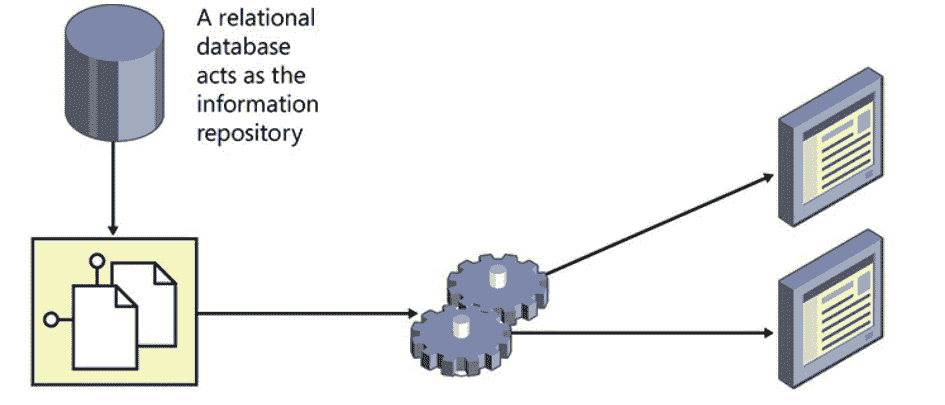 A relational
database
acts as the
information
repository